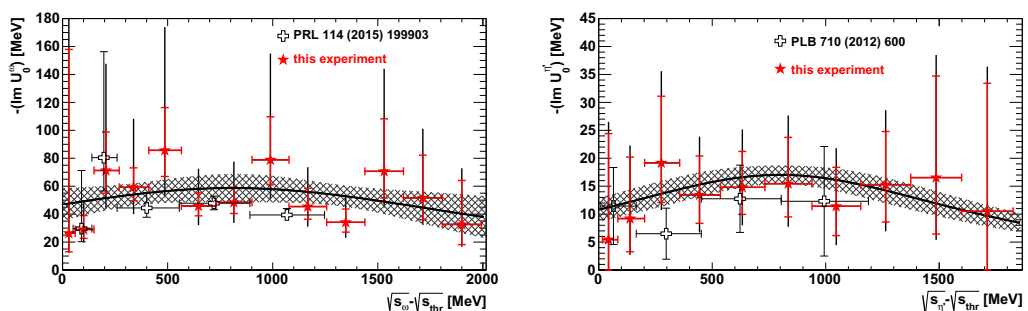 -(Im U₀^ω) [MeV]
180
160
140
120
100
80
60
40
20
0
PRL 114 (2015) 199903
this experiment
0 500 1000 1500 2000
√s_ω-√s_thr [MeV]
-(Im U₀^η') [MeV]
45
40
35
30
25
20
15
10
5
0
PLB 710 (2012) 600
this experiment
0 500 1000 1500
√s_η'-√s_thr [MeV]